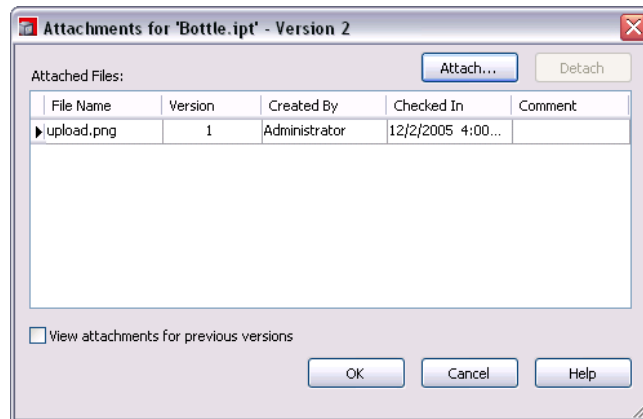 Attachments for 'Bottle.ipt' - Version 2
Attached Files:
Attach...
Detach
File Name Version Created By Checked In Comment
upload.png 1 Administrator 12/2/2005 4:00...
View attachments for previous versions
OK Cancel Help